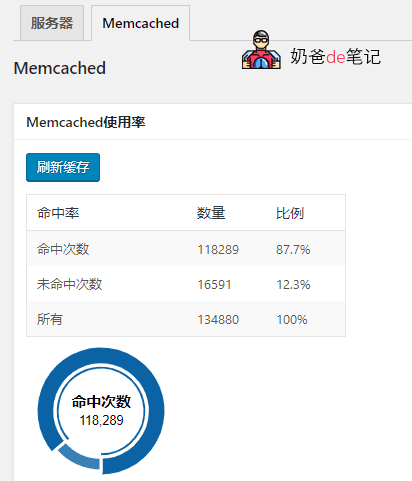 服务器 Memcached
奶爸de笔记
Memcached
Memcached使用率
刷新缓存
命中率 数量 比例
命中次数 118289 87.7%
未命中次数 16591 12.3%
所有 134880 100%
命中次数
118,289